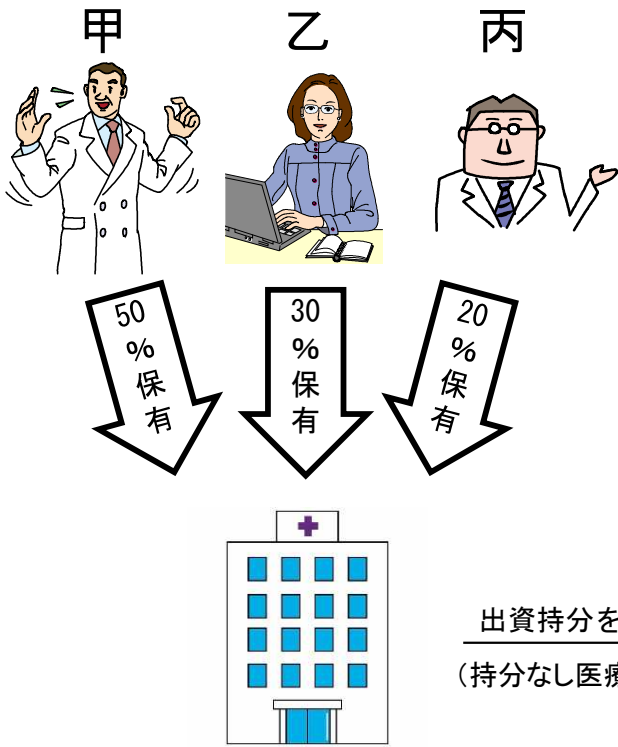 甲 乙 丙
50%保有
30%保有
20%保有
出資持分を
(持分なし医療